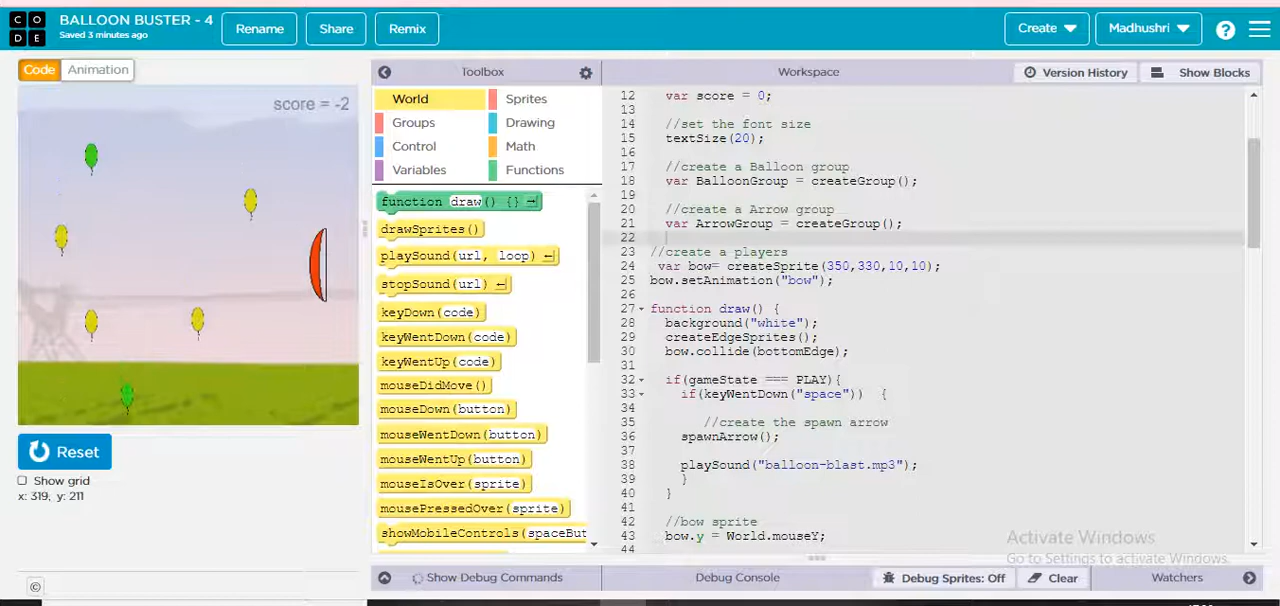 CODE
BALLOON BUSTER - 4
Saved 3 minutes ago
Rename
Share
Remix
Create
Madhushri
?
Code
Animation
score = -2
Reset
Show grid
x: 319, y: 211
©
Toolbox
World
Sprites
Groups
Drawing
Control
Math
Variables
Functions
function draw() {}
drawSprites()
playSound(url, loop)
stopSound(url)
keyDown(code)
keyWentDown(code)
keyWentUp(code)
mouseDidMove()
mouseDown(button)
mouseWentDown(button)
mouseWentUp(button)
mouseIsOver(sprite)
mousePressedOver(sprite)
showMobileControls(spaceBut
Workspace
Version History
Show Blocks
12 var score = 0;
13
14 //set the font size
15 textSize(20);
16
17 //create a Balloon group
18 var BalloonGroup = createGroup();
19
20 //create a Arrow group
21 var ArrowGroup = createGroup();
22
23 //create a players
24 var bow= createSprite(350,330,10,10);
25 bow.setAnimation("bow");
26
27 function draw() {
28 background("white");
29 createEdgeSprites();
30 bow.collide(bottomEdge);
31
32 if(gameState === PLAY){
33 if(keyWentDown("space")) {
34
35 //create the spawn arrow
36 spawnArrow();
37
38 playSound("balloon-blast.mp3");
39 }
40 }
41
42 //bow sprite
43 bow.y = World.mouseY;
44
Activate Windows
Go to Settings to activate Windows.
Show Debug Commands
Debug Console
Debug Sprites: Off
Clear
Watchers